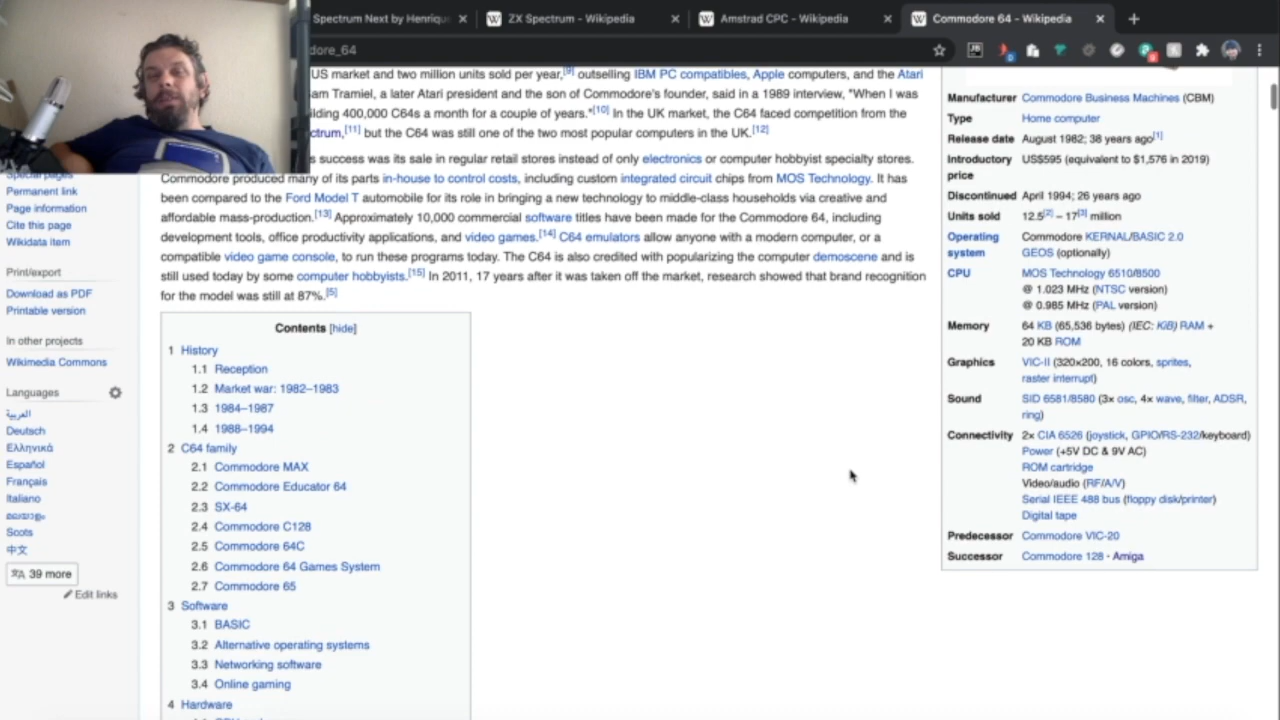 Spectrum Next by Henriqu
ZX Spectrum - Wikipedia
Amstrad CPC - Wikipedia
Commodore 64 - Wikipedia
dore_64
US market and two million units sold per year,[9] outselling IBM PC compatibles, Apple computers, and the Atari
am Tramiel, a later Atari president and the son of Commodore's founder, said in a 1989 interview, "When I was
ilding 400,000 C64s a month for a couple of years."[10] In the UK market, the C64 faced competition from the
ctrum,[11] but the C64 was still one of the two most popular computers in the UK.[12]
s success was its sale in regular retail stores instead of only electronics or computer hobbyist specialty stores.
Commodore produced many of its parts in-house to control costs, including custom integrated circuit chips from MOS Technology. It has
been compared to the Ford Model T automobile for its role in bringing a new technology to middle-class households via creative and
affordable mass-production.[13] Approximately 10,000 commercial software titles have been made for the Commodore 64, including
development tools, office productivity applications, and video games.[14] C64 emulators allow anyone with a modern computer, or a
compatible video game console, to run these programs today. The C64 is also credited with popularizing the computer demoscene and is
still used today by some computer hobbyists.[15] In 2011, 17 years after it was taken off the market, research showed that brand recognition
for the model was still at 87%.[5]
Special pages
Permanent link
Page information
Cite this page
Wikidata item
Print/export
Download as PDF
Printable version
In other projects
Wikimedia Commons
Languages
العربية
Deutsch
Ελληνικά
Español
Français
Italiano
Scots
中文
39 more
Edit links
Contents [hide]
1 History
1.1 Reception
1.2 Market war: 1982–1983
1.3 1984–1987
1.4 1988–1994
2 C64 family
2.1 Commodore MAX
2.2 Commodore Educator 64
2.3 SX-64
2.4 Commodore C128
2.5 Commodore 64C
2.6 Commodore 64 Games System
2.7 Commodore 65
3 Software
3.1 BASIC
3.2 Alternative operating systems
3.3 Networking software
3.4 Online gaming
4 Hardware
Manufacturer Commodore Business Machines (CBM)
Type Home computer
Release date August 1982; 38 years ago[1]
Introductory price US$595 (equivalent to $1,576 in 2019)
Discontinued April 1994; 26 years ago
Units sold 12.5[2] – 17[3] million
Operating system Commodore KERNAL/BASIC 2.0
GEOS (optionally)
CPU MOS Technology 6510/8500
@ 1.023 MHz (NTSC version)
@ 0.985 MHz (PAL version)
Memory 64 KB (65,536 bytes) (IEC: KiB) RAM +
20 KB ROM
Graphics VIC-II (320×200, 16 colors, sprites,
raster interrupt)
Sound SID 6581/8580 (3× osc, 4× wave, filter, ADSR,
ring)
Connectivity 2× CIA 6526 (joystick, GPIO/RS-232/keyboard)
Power (+5V DC & 9V AC)
ROM cartridge
Video/audio (RF/A/V)
Serial IEEE 488 bus (floppy disk/printer)
Digital tape
Predecessor Commodore VIC-20
Successor Commodore 128 · Amiga